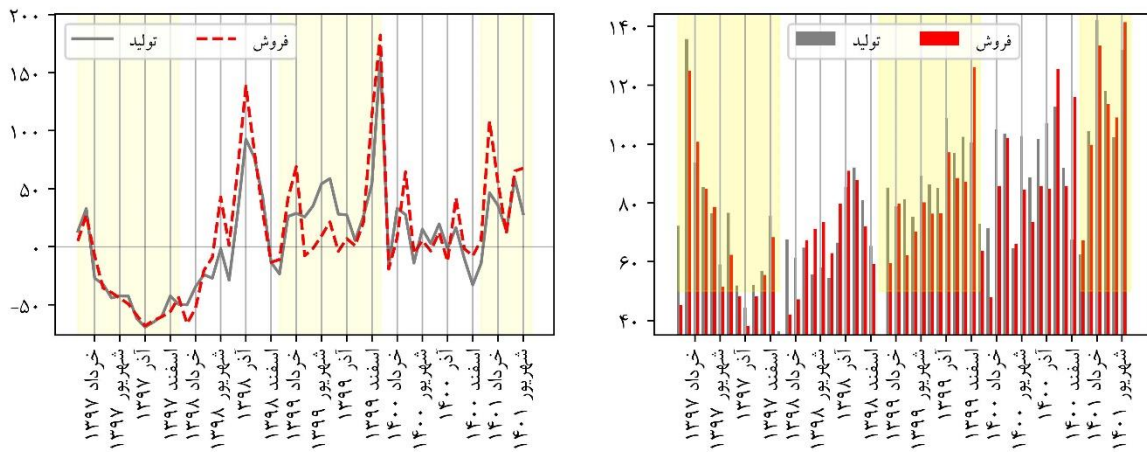 ۲۰۰
۱۵۰
۱۰۰
۵۰
۰
-۵۰
تولید
فروش
خرداد ۱۳۹۷
شهریور ۱۳۹۷
آذر ۱۳۹۷
اسفند ۱۳۹۷
خرداد ۱۳۹۸
شهریور ۱۳۹۸
آذر ۱۳۹۸
اسفند ۱۳۹۸
خرداد ۱۳۹۹
شهریور ۱۳۹۹
آذر ۱۳۹۹
اسفند ۱۳۹۹
خرداد ۱۴۰۰
شهریور ۱۴۰۰
آذر ۱۴۰۰
اسفند ۱۴۰۰
خرداد ۱۴۰۱
شهریور ۱۴۰۱
۱۴۰
۱۲۰
۱۰۰
۸۰
۶۰
۴۰
تولید
فروش
خرداد ۱۳۹۷
شهریور ۱۳۹۷
آذر ۱۳۹۷
اسفند ۱۳۹۷
خرداد ۱۳۹۸
شهریور ۱۳۹۸
آذر ۱۳۹۸
اسفند ۱۳۹۸
خرداد ۱۳۹۹
شهریور ۱۳۹۹
آذر ۱۳۹۹
اسفند ۱۳۹۹
خرداد ۱۴۰۰
شهریور ۱۴۰۰
آذر ۱۴۰۰
اسفند ۱۴۰۰
خرداد ۱۴۰۱
شهریور ۱۴۰۱